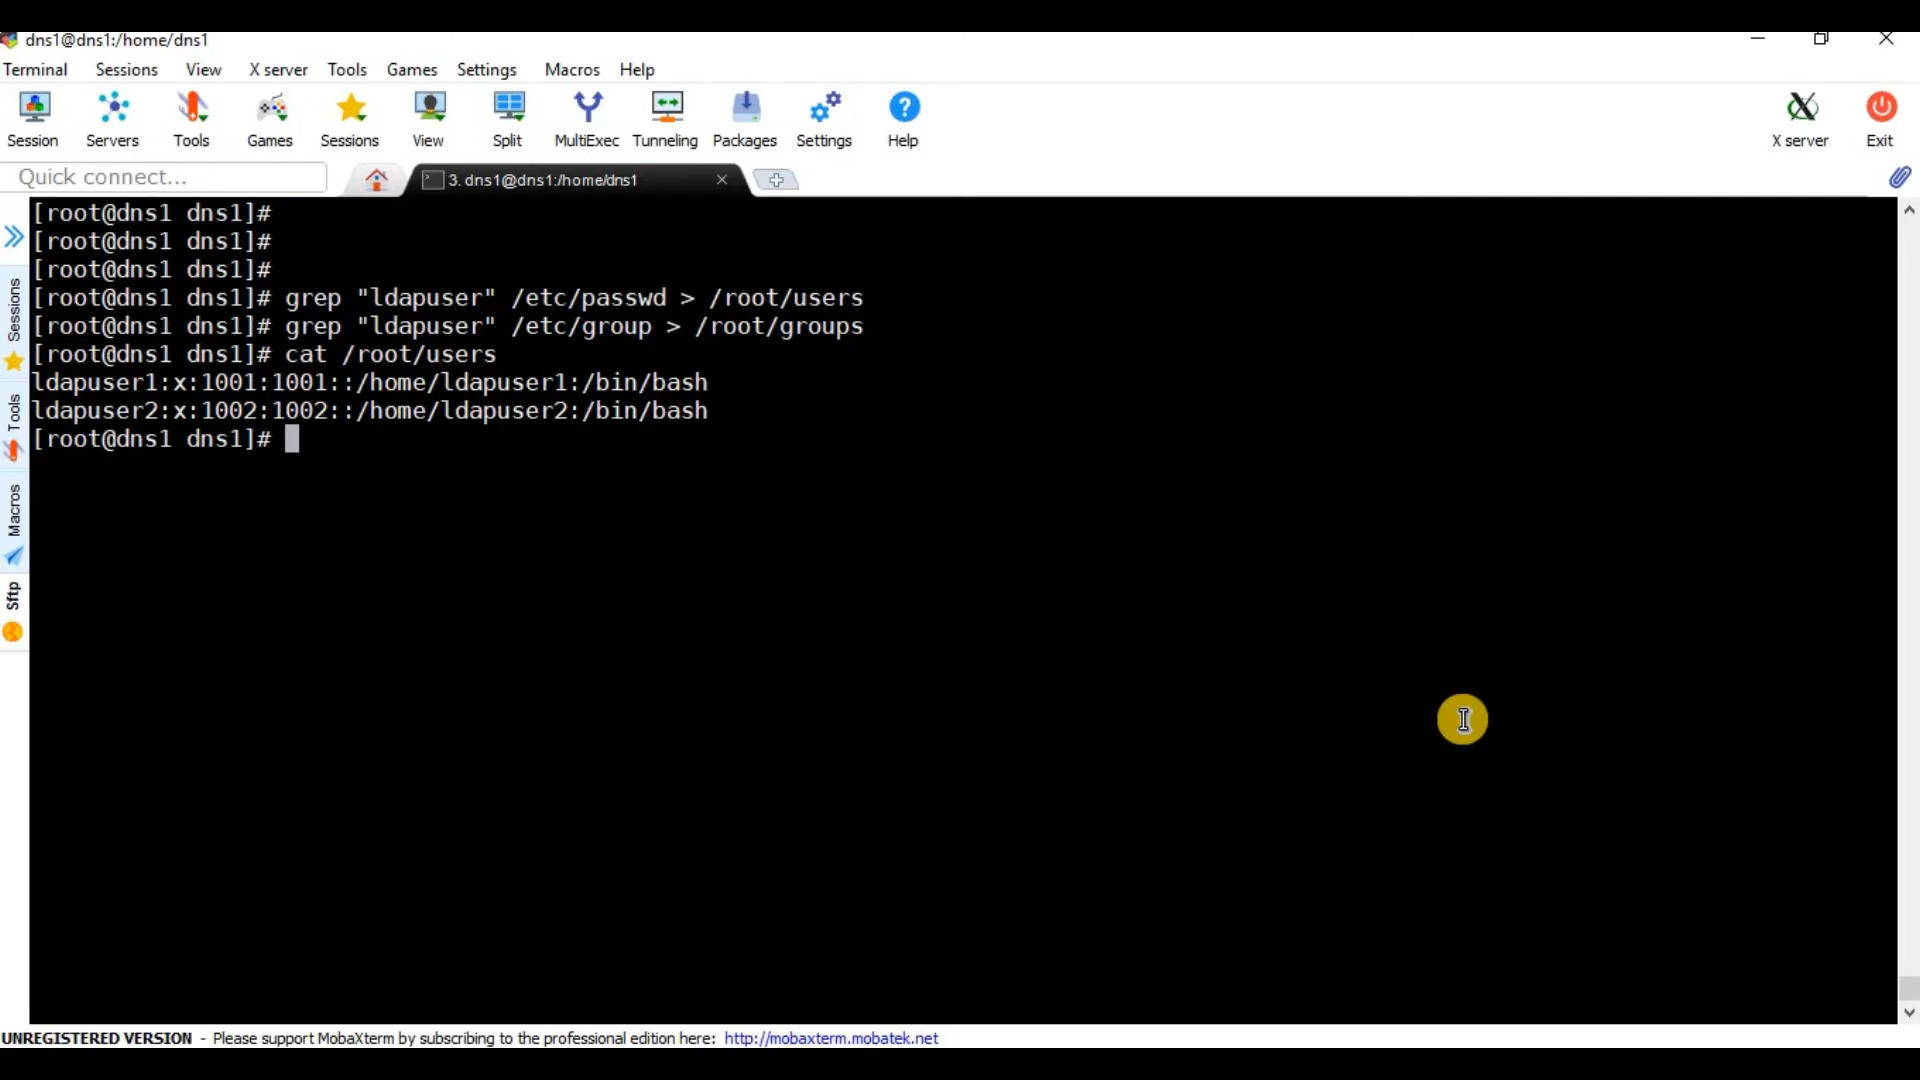 dns1@dns1:/home/dns1
Terminal Sessions View X server Tools Games Settings Macros Help
Session Servers Tools Games Sessions View Split MultiExec Tunneling Packages Settings Help X server Exit
Quick connect...
3. dns1@dns1:/home/dns1
[root@dns1 dns1]#
[root@dns1 dns1]#
[root@dns1 dns1]#
[root@dns1 dns1]# grep "ldapuser" /etc/passwd > /root/users
[root@dns1 dns1]# grep "ldapuser" /etc/group > /root/groups
[root@dns1 dns1]# cat /root/users
ldapuser1:x:1001:1001::/home/ldapuser1:/bin/bash
ldapuser2:x:1002:1002::/home/ldapuser2:/bin/bash
[root@dns1 dns1]#
Sessions
Tools
Macros
Sftp
UNREGISTERED VERSION - Please support MobaXterm by subscribing to the professional edition here: http://mobaxterm.mobatek.net